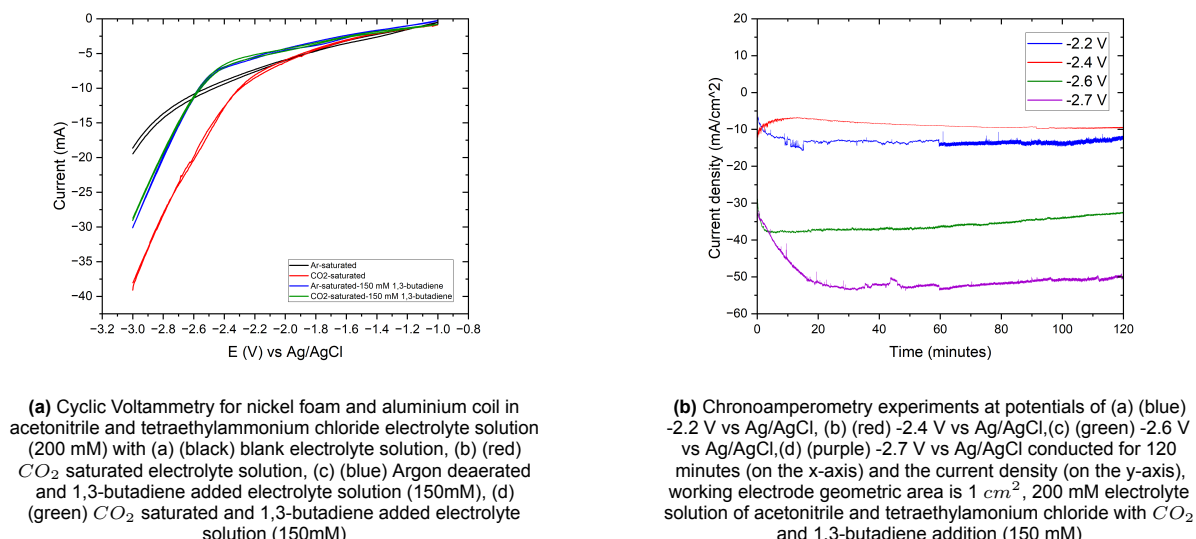 0
−5
−10
−15
−20
−25
−30
−35
−40
Current (mA)
Ar-saturated
CO2-saturated
Ar-saturated-150 mM 1,3-butadiene
CO2-saturated-150 mM 1,3-butadiene
−3.2 −3.0 −2.8 −2.6 −2.4 −2.2 −2.0 −1.8 −1.6 −1.4 −1.2 −1.0 −0.8
E (V) vs Ag/AgCl
20
10
0
−10
−20
−30
−40
−50
−60
Current density (mA/cm^2)
-2.2 V
-2.4 V
-2.6 V
-2.7 V
0 20 40 60 80 100 120
Time (minutes)
(a) Cyclic Voltammetry for nickel foam and aluminium coil in
acetonitrile and tetraethylammonium chloride electrolyte solution
(200 mM) with (a) (black) blank electrolyte solution, (b) (red)
CO₂ saturated electrolyte solution, (c) (blue) Argon deaerated
and 1,3-butadiene added electrolyte solution (150mM), (d)
(green) CO₂ saturated and 1,3-butadiene added electrolyte
solution (150mM)
(b) Chronoamperometry experiments at potentials of (a) (blue)
-2.2 V vs Ag/AgCl, (b) (red) -2.4 V vs Ag/AgCl,(c) (green) -2.6 V
vs Ag/AgCl,(d) (purple) -2.7 V vs Ag/AgCl conducted for 120
minutes (on the x-axis) and the current density (on the y-axis),
working electrode geometric area is 1 cm², 200 mM electrolyte
solution of acetonitrile and tetraethylamonium chloride with CO₂
and 1,3-butadiene addition (150 mM)